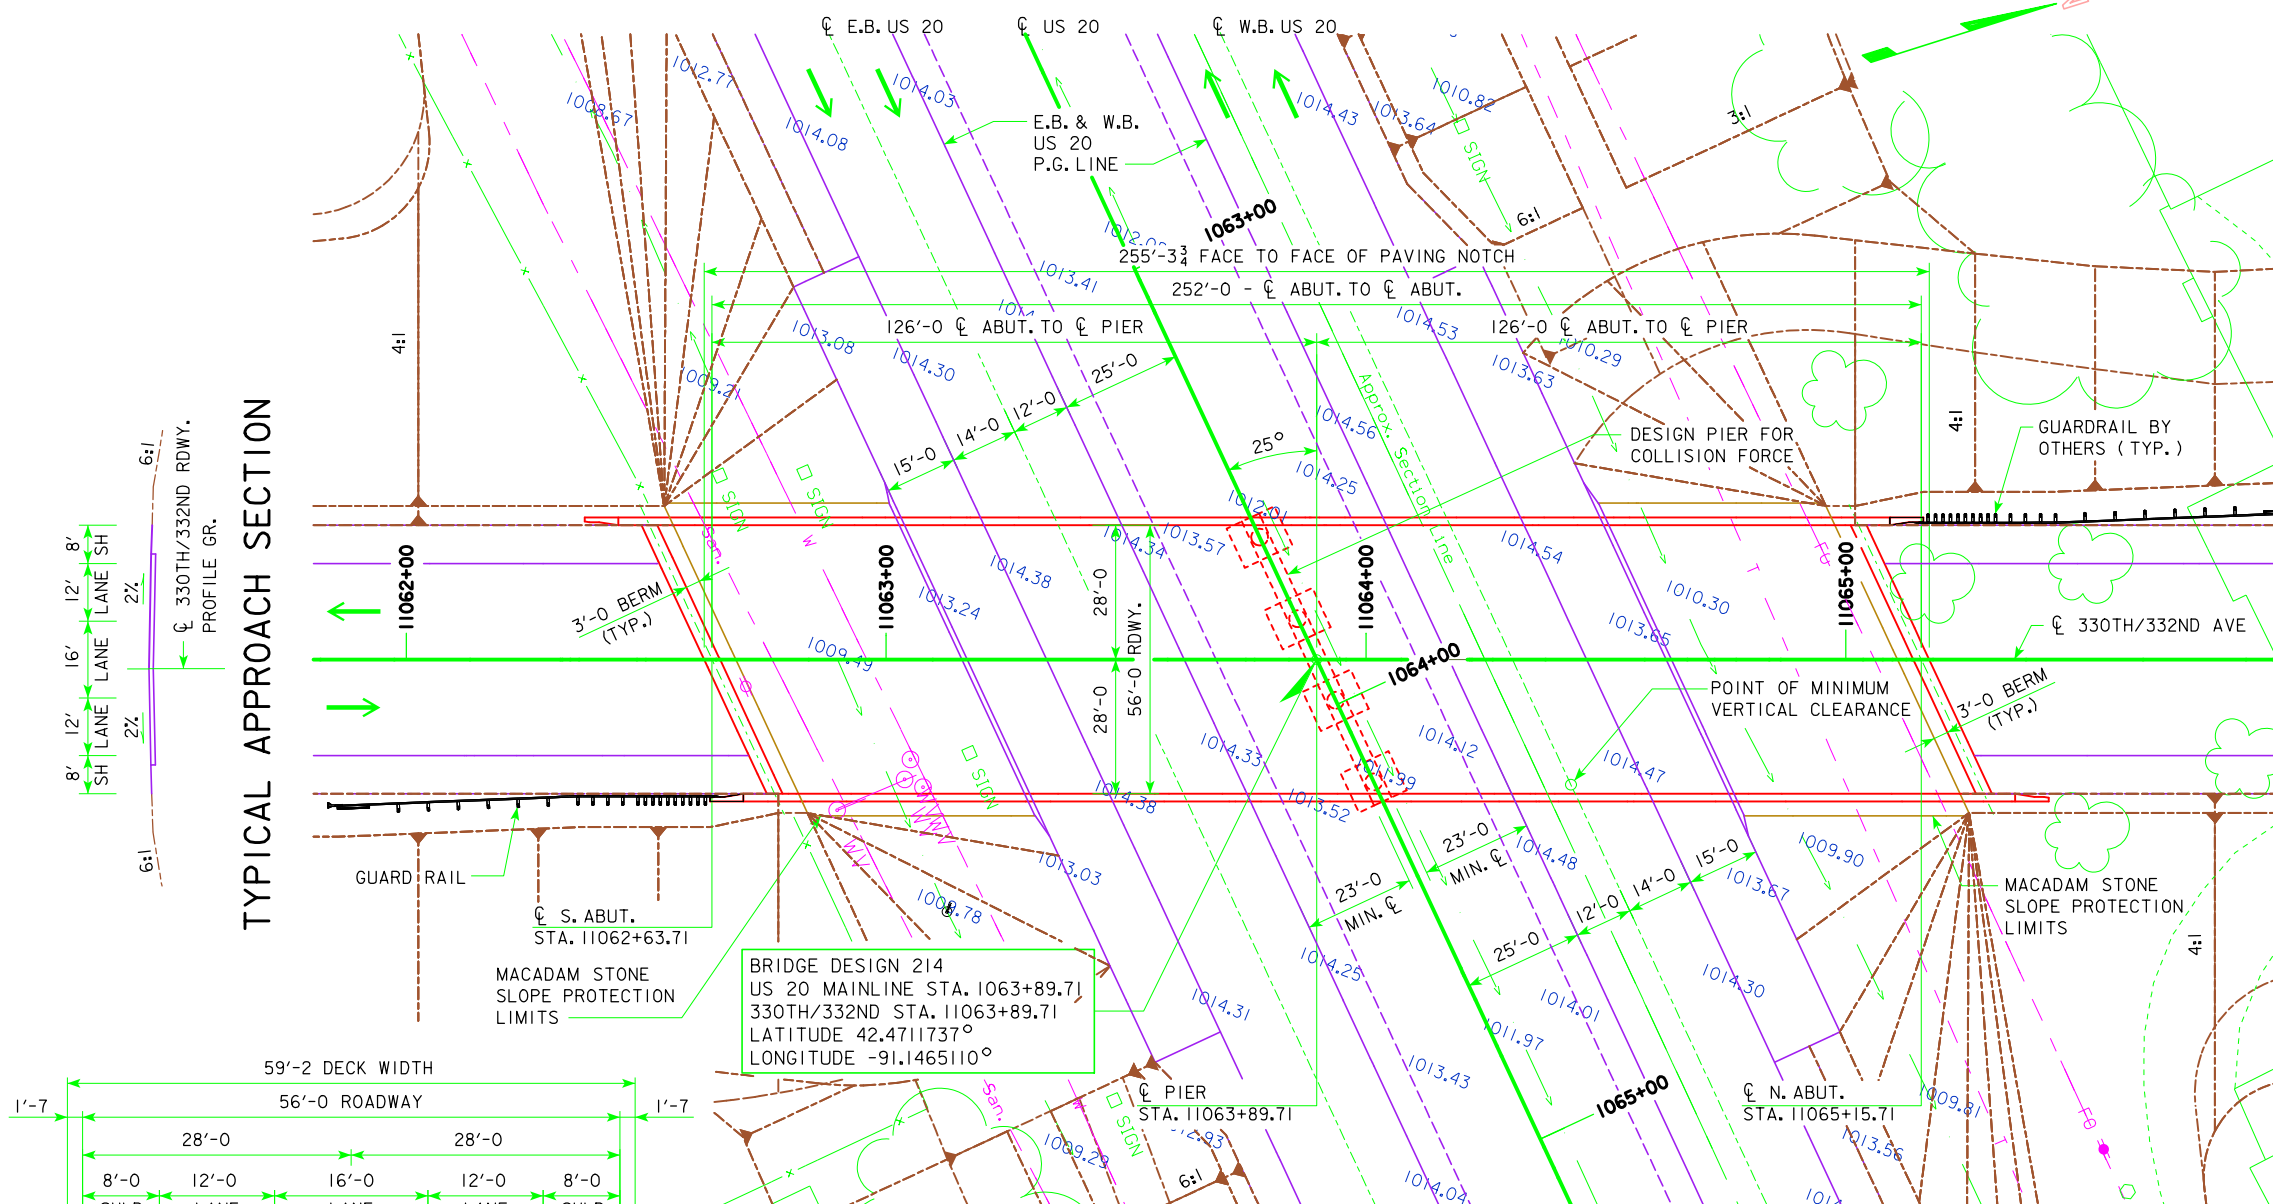 ℄ E.B. US 20
℄ US 20
℄ W.B. US 20
1012.77
1008.67
1014.08
1014.03
1014.43
1013.64
1010.82
SIGN
3:1
6:1
E.B. & W.B.
US 20
P.G. LINE
1063+00
255'-3 3/4 FACE TO FACE OF PAVING NOTCH
252'-0 - ℄ ABUT. TO ℄ ABUT.
1013.41
126'-0 ℄ ABUT. TO ℄ PIER
126'-0 ℄ ABUT. TO ℄ PIER
1013.08
1014.30
1009.21
1014.53
1013.63
1010.29
4:1
25'-0
12'-0
14'-0
15'-0
25°
Approx. Section Line
1014.56
1014.25
1012.01
DESIGN PIER FOR
COLLISION FORCE
4:1
GUARDRAIL BY
OTHERS (TYP.)
TYPICAL APPROACH SECTION
6:1
8' SH
12' LANE
16' LANE
12' LANE
8' SH
2%
2%
6:1
℄ 330TH/332ND RDWY.
PROFILE GR.
SIGN
SIGN
San.
W
11062+00
11063+00
11064+00
11065+00
3'-0 BERM
(TYP.)
1014.34
1013.57
1014.38
1013.24
1009.49
28'-0
28'-0
56'-0 RDWY.
1014.54
1010.30
1013.65
T
FO
℄ 330TH/332ND AVE
1064+00
POINT OF MINIMUM
VERTICAL CLEARANCE
3'-0 BERM
(TYP.)
1014.33
1014.12
1011.99
1014.47
1014.38
1013.52
SIGN
WV
1013.03
1009.78
GUARD RAIL
℄ S. ABUT.
STA. 11062+63.71
MACADAM STONE
SLOPE PROTECTION
LIMITS
23'-0
MIN. ℄
23'-0
MIN. ℄
1014.48
15'-0
14'-0
12'-0
25'-0
1013.67
1009.90
MACADAM STONE
SLOPE PROTECTION
LIMITS
4:1
BRIDGE DESIGN 214
US 20 MAINLINE STA. 1063+89.71
330TH/332ND STA. 11063+89.71
LATITUDE 42.4711737°
LONGITUDE -91.1465110°
1014.31
1014.25
1014.01
1014.30
1011.97
1013.43
1065+00
℄ PIER
STA. 11063+89.71
℄ N. ABUT.
STA. 11065+15.71
1009.81
1013.56
FO
T
San.
W
SIGN
1009.29
6:1
1014.04
59'-2 DECK WIDTH
1'-7
56'-0 ROADWAY
1'-7
28'-0
28'-0
8'-0
12'-0
16'-0
12'-0
8'-0